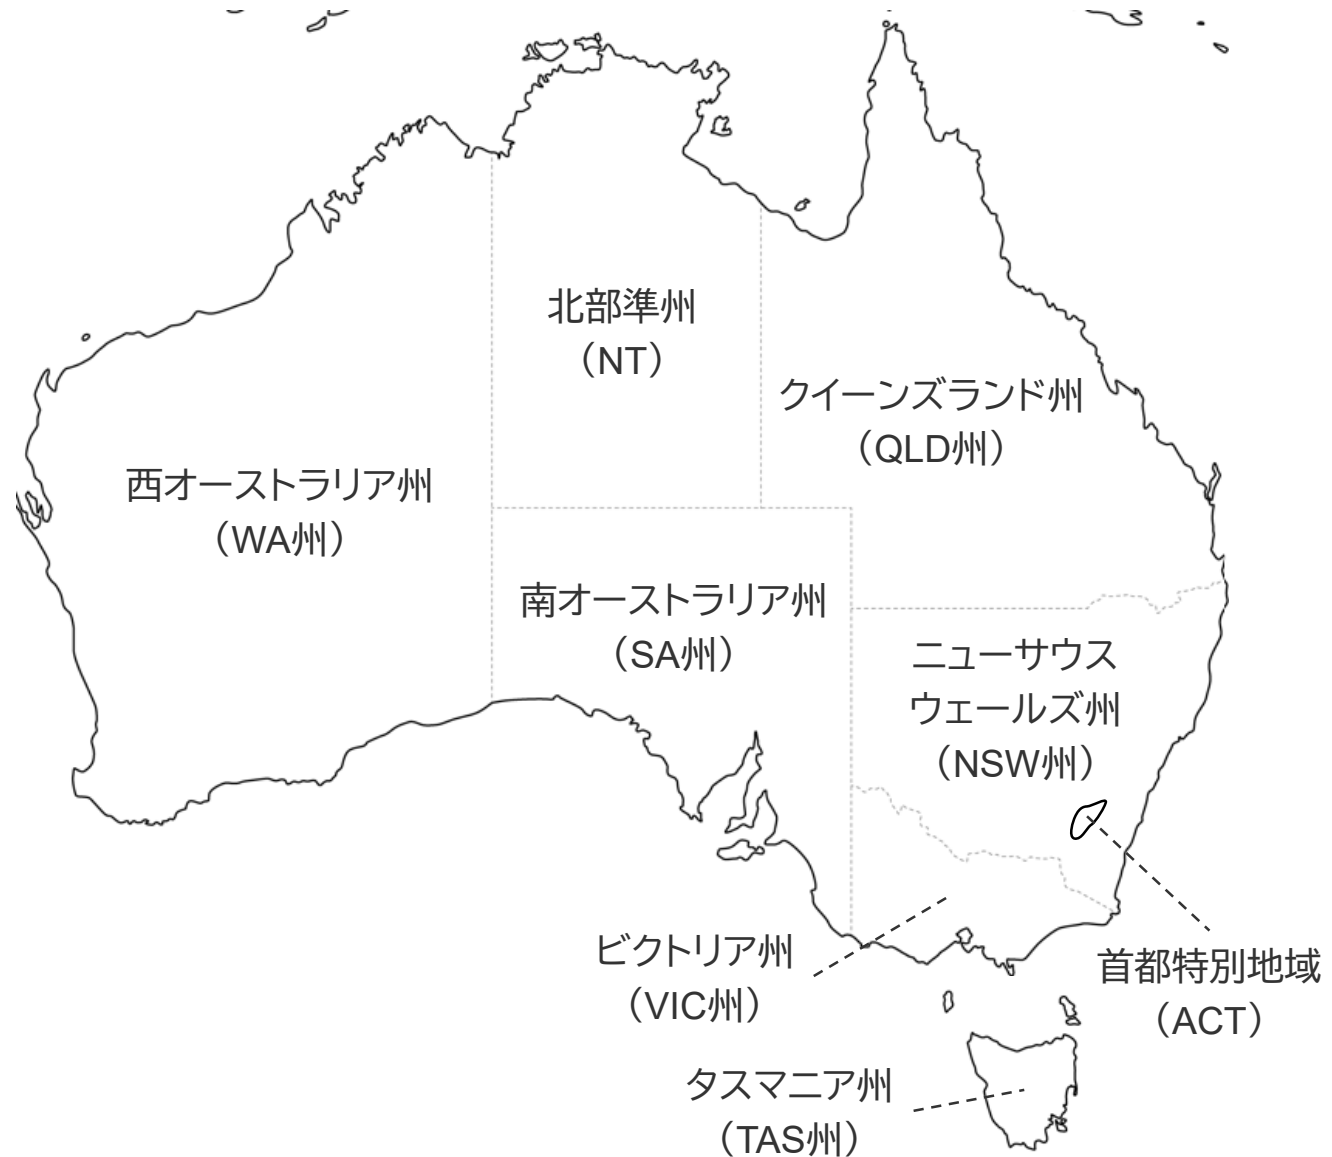 北部準州
（NT）
クイーンズランド州
（QLD州）
西オーストラリア州
（WA州）
南オーストラリア州
（SA州）
ニューサウス
ウェールズ州
（NSW州）
ビクトリア州
（VIC州）
首都特別地域
（ACT）
タスマニア州
（TAS州）